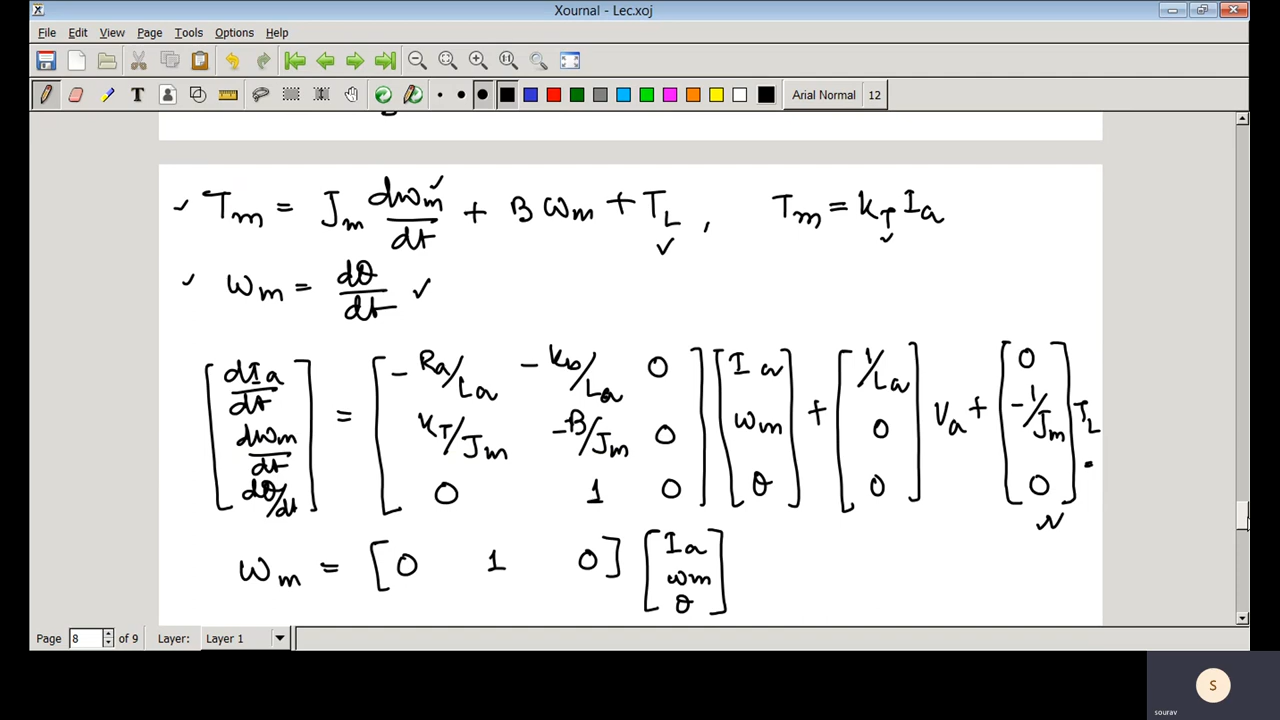 Xournal - Lec.xoj
File Edit View Page Tools Options Help
Arial Normal 12
✓ Tm = Jm dωm/dt ✓ + B ωm + TL ✓ , Tm = kT Ia ✓
✓ ωm = dθ/dt ✓
[dIa/dt; dωm/dt; dθ/dt] = [-Ra/La -Kb/La 0; KT/Jm -B/Jm 0; 0 1 0] [Ia; ωm; θ] + [1/La; 0; 0] Va + [0; -1/Jm; 0] TL.
ωm = [0 1 0] [Ia; ωm; θ]
Page 8 of 9 Layer: Layer 1
S
sourav